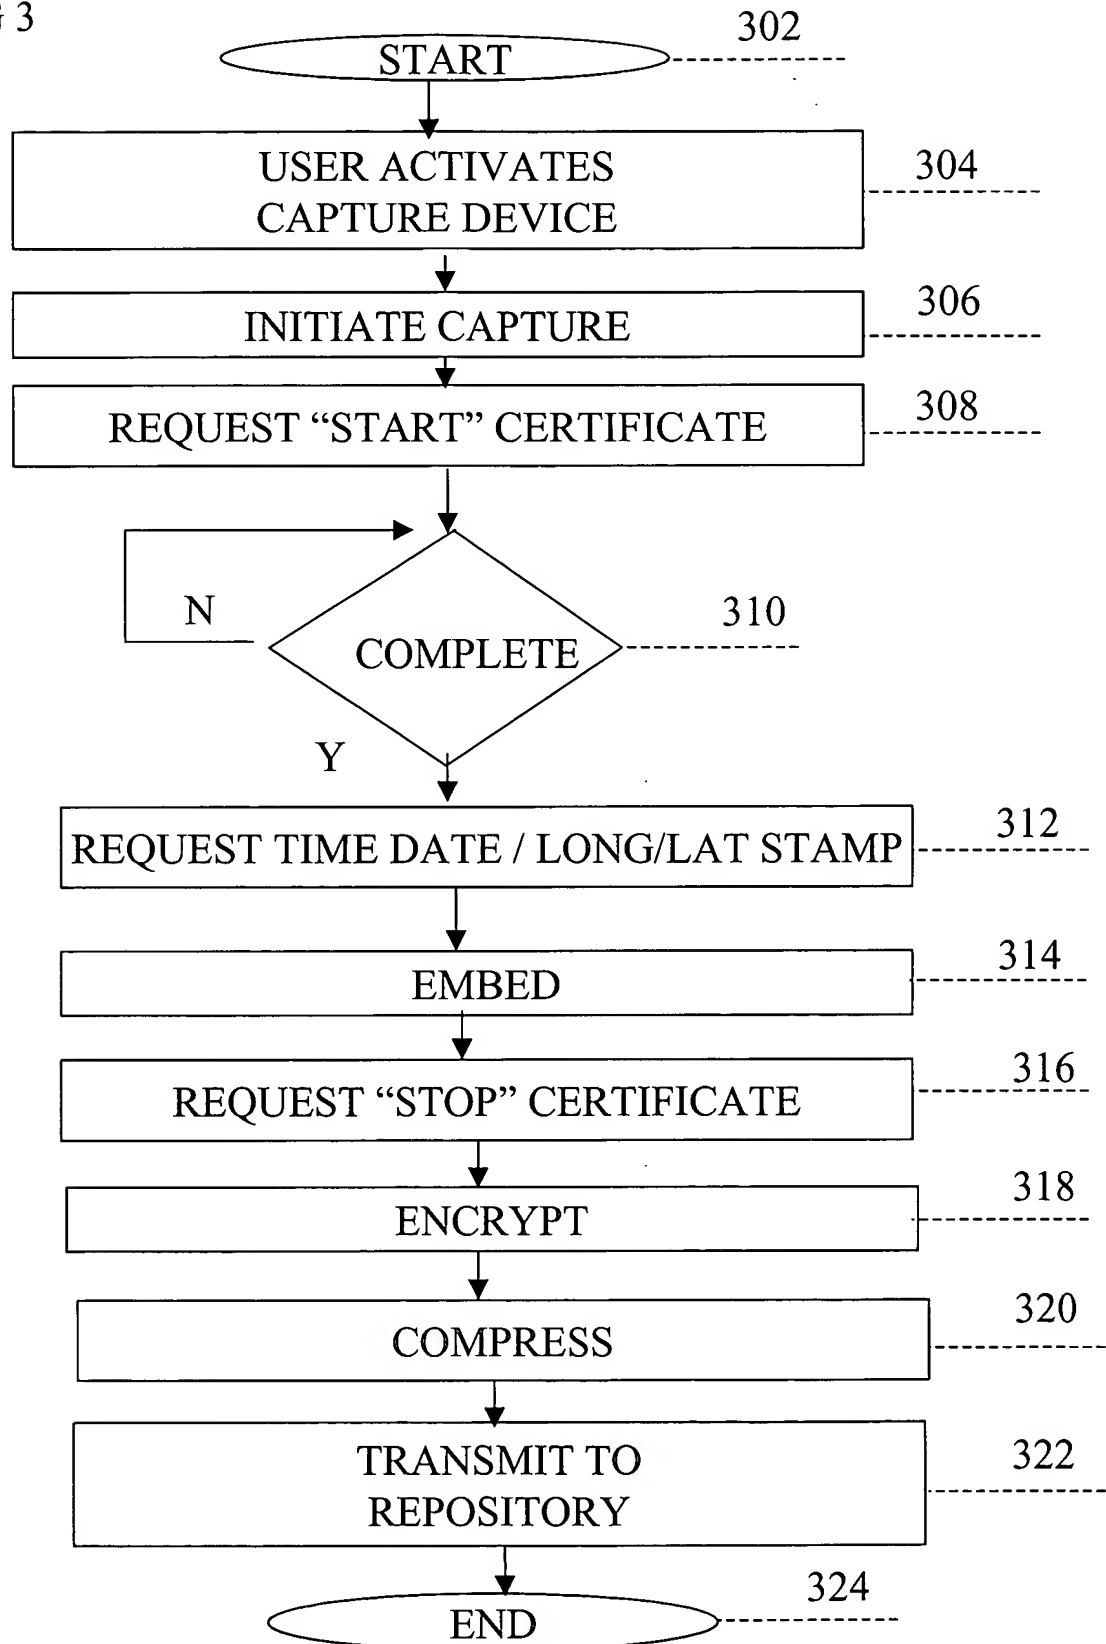 G 3
302
START
304
USER ACTIVATES
CAPTURE DEVICE
306
INITIATE CAPTURE
308
REQUEST “START” CERTIFICATE
N
310
COMPLETE
Y
312
REQUEST TIME DATE / LONG/LAT STAMP
314
EMBED
316
REQUEST “STOP” CERTIFICATE
318
ENCRYPT
320
COMPRESS
322
TRANSMIT TO
REPOSITORY
324
END